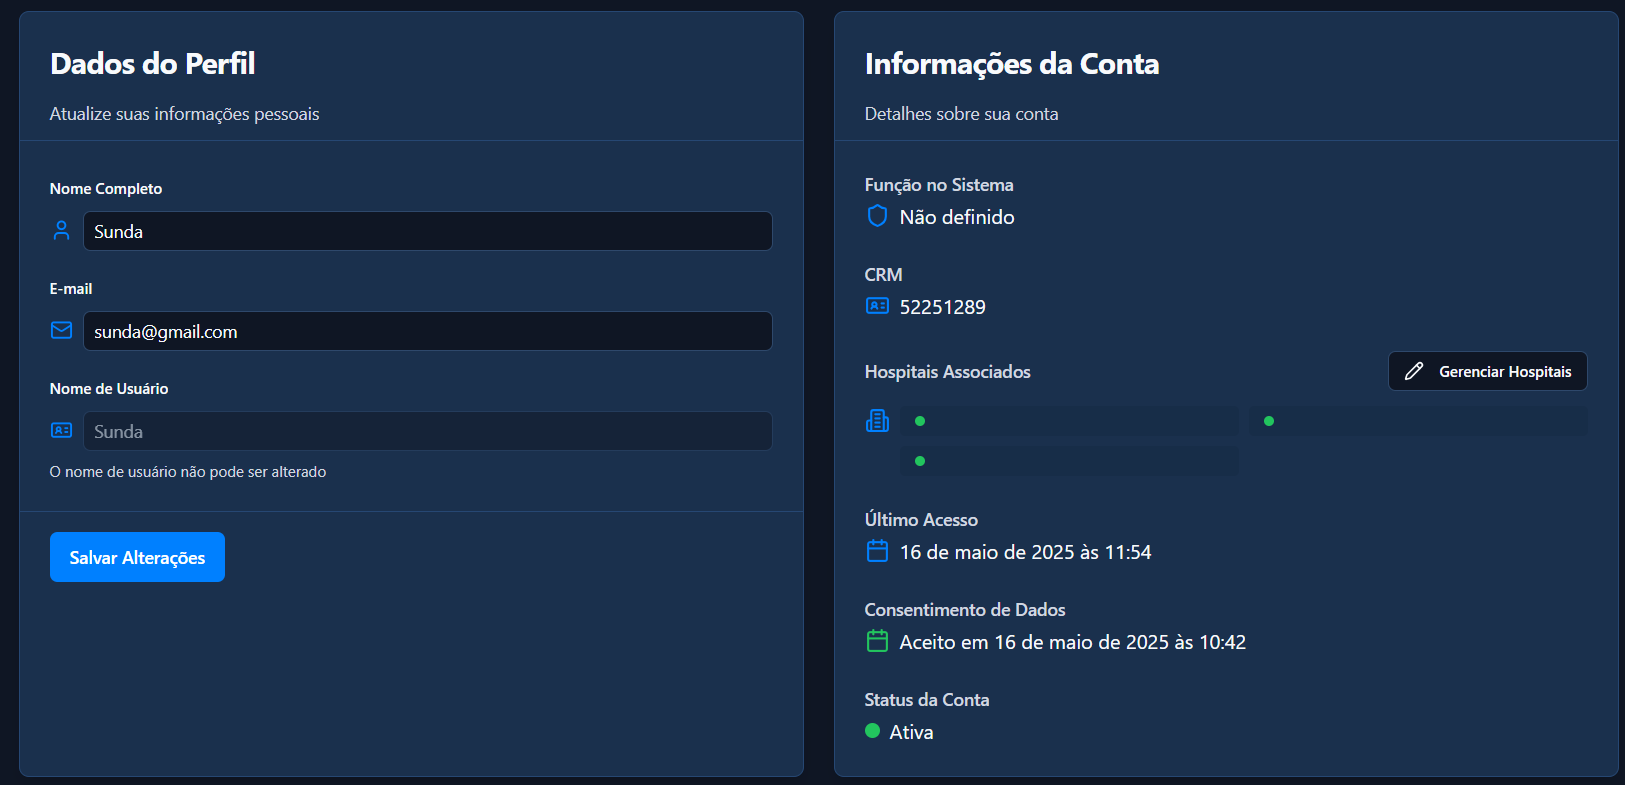 Dados do Perfil
Atualize suas informações pessoais
Nome Completo
Sunda
E-mail
sunda@gmail.com
Nome de Usuário
Sunda
O nome de usuário não pode ser alterado
Salvar Alterações
Informações da Conta
Detalhes sobre sua conta
Função no Sistema
Não definido
CRM
52251289
Hospitais Associados
Gerenciar Hospitais
Último Acesso
16 de maio de 2025 às 11:54
Consentimento de Dados
Aceito em 16 de maio de 2025 às 10:42
Status da Conta
Ativa